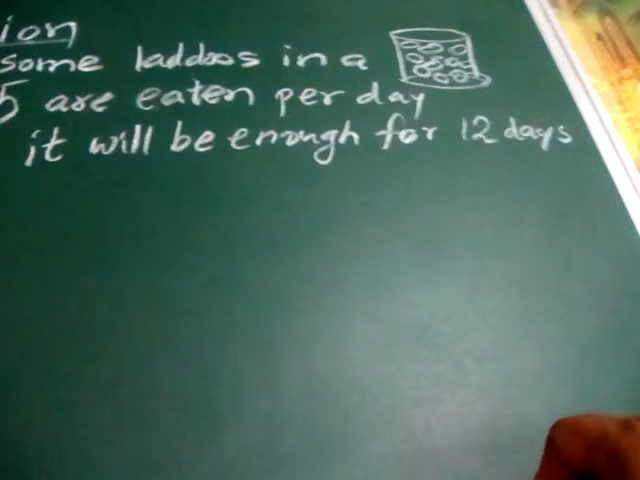 ion
some laddoos in a
5 are eaten per day
it will be enough for 12 days